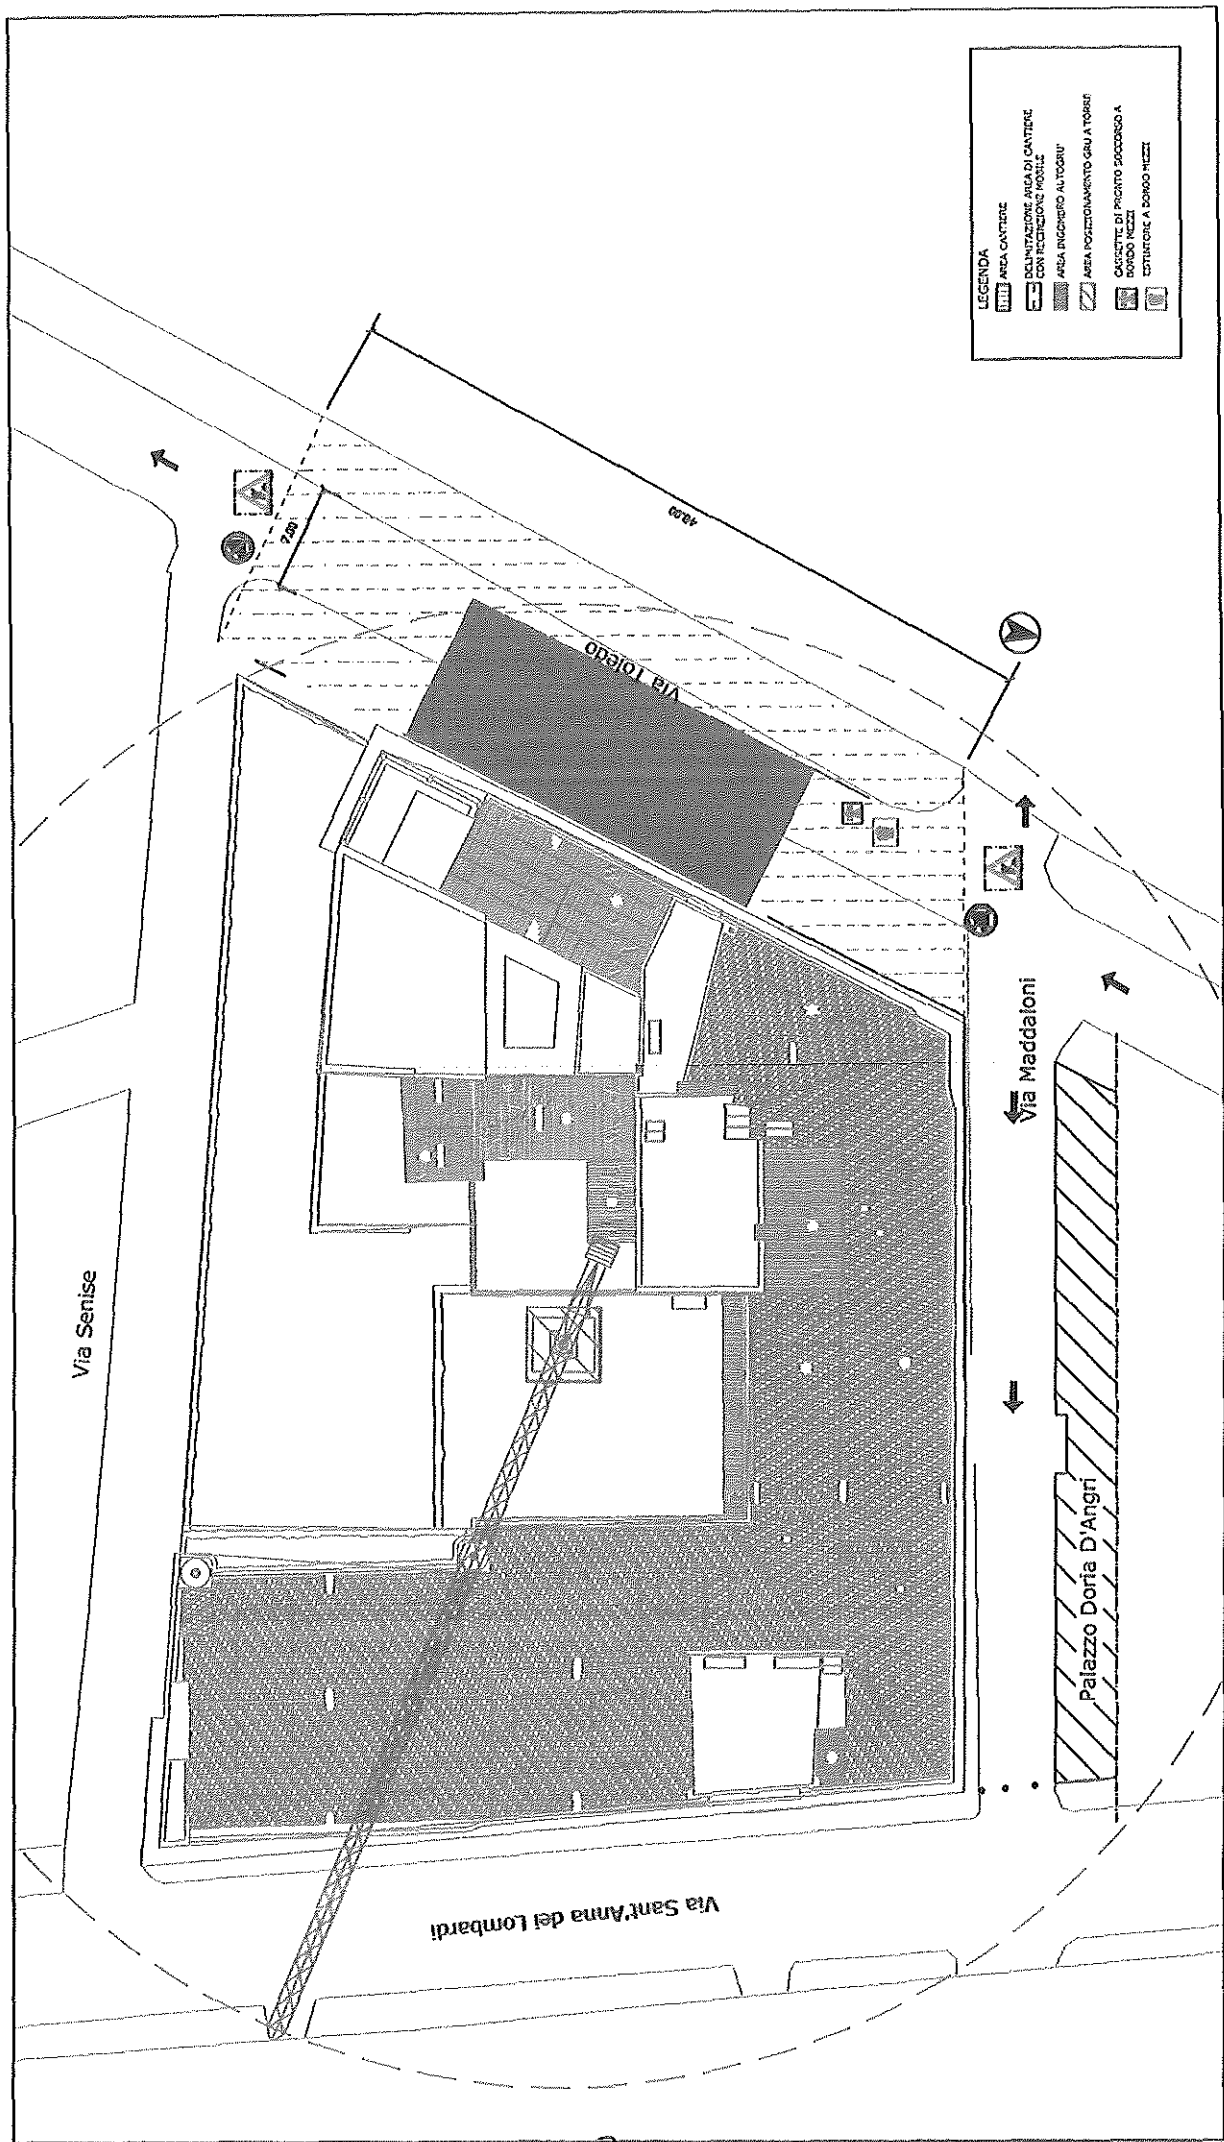 Via Senise
Via Sant'Anna dei Lombardi
Via Toledo
Via Maddaloni
Palazzo Doria D'Angri
7.00
40.00
LEGENDA
AREA CANTIERE
DELIMITAZIONE AREA DI CANTIERE
CON RECINZIONE MOBILE
AREA INGOMBRO AUTOGRU'
AREA POSIZIONAMENTO GRU A TORRE
CASSETTE DI PRONTO SOCCORSO A
BORDO MEZZI
ESTINTORE A BORDO MEZZI